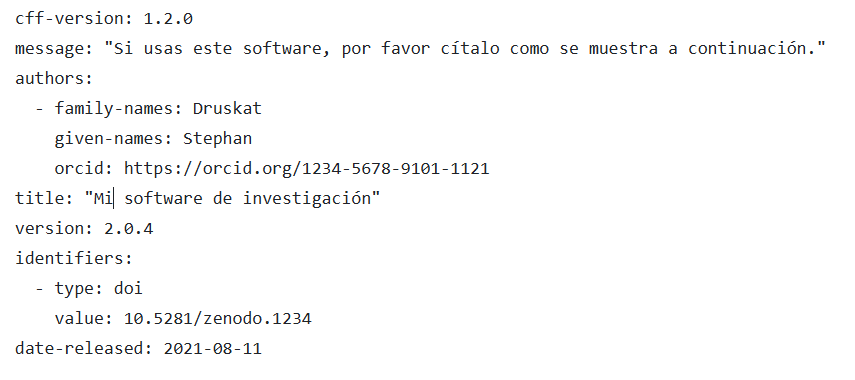 cff-version: 1.2.0
message: "Si usas este software, por favor cítalo como se muestra a continuación."
authors:
  - family-names: Druskat
    given-names: Stephan
    orcid: https://orcid.org/1234-5678-9101-1121
title: "Mi software de investigación"
version: 2.0.4
identifiers:
  - type: doi
    value: 10.5281/zenodo.1234
date-released: 2021-08-11